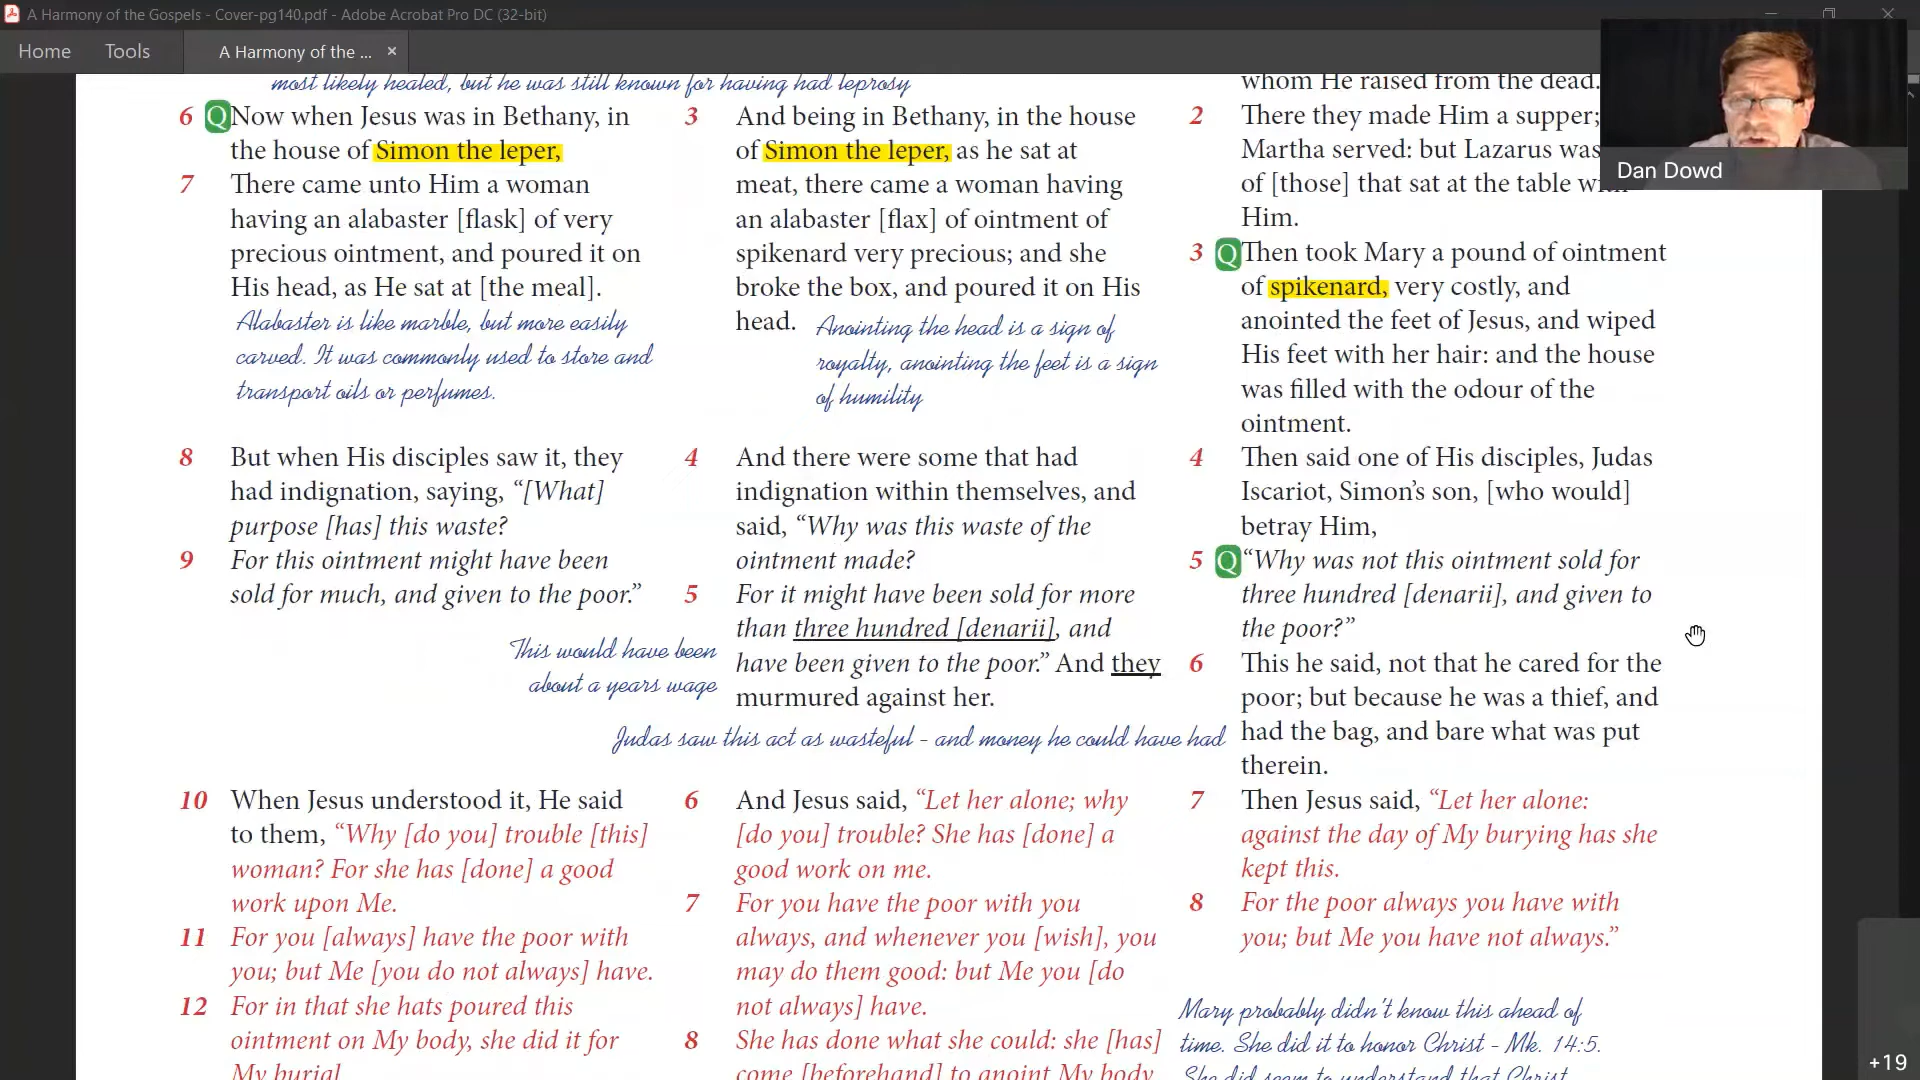 A Harmony of the Gospels - Cover-pg140.pdf - Adobe Acrobat Pro DC (32-bit)
Home Tools A Harmony of the ... ×
most likely healed, but he was still known for having had leprosy
6 Q Now when Jesus was in Bethany, in
the house of Simon the leper,
7 There came unto Him a woman
having an alabaster [flask] of very
precious ointment, and poured it on
His head, as He sat at [the meal].
Alabaster is like marble, but more easily
carved. It was commonly used to store and
transport oils or perfumes.
8 But when His disciples saw it, they
had indignation, saying, “[What]
purpose [has] this waste?
9 For this ointment might have been
sold for much, and given to the poor.”
This would have been
about a years wage
10 When Jesus understood it, He said
to them, “Why [do you] trouble [this]
woman? For she has [done] a good
work upon Me.
11 For you [always] have the poor with
you; but Me [you do not always] have.
12 For in that she hats poured this
ointment on My body, she did it for
My burial
3 And being in Bethany, in the house
of Simon the leper, as he sat at
meat, there came a woman having
an alabaster [flax] of ointment of
spikenard very precious; and she
broke the box, and poured it on His
head.
Anointing the head is a sign of
royalty, anointing the feet is a sign
of humility
4 And there were some that had
indignation within themselves, and
said, “Why was this waste of the
ointment made?
5 For it might have been sold for more
than three hundred [denarii], and
have been given to the poor.” And they
murmured against her.
Judas saw this act as wasteful - and money he could have had
6 And Jesus said, “Let her alone; why
[do you] trouble? She has [done] a
good work on me.
7 For you have the poor with you
always, and whenever you [wish], you
may do them good: but Me you [do
not always] have.
8 She has done what she could: she [has]
come [beforehand] to anoint My body
whom He raised from the dead.
2 There they made Him a supper;
Martha served: but Lazarus was
of [those] that sat at the table with
Him.
3 Q Then took Mary a pound of ointment
of spikenard, very costly, and
anointed the feet of Jesus, and wiped
His feet with her hair: and the house
was filled with the odour of the
ointment.
4 Then said one of His disciples, Judas
Iscariot, Simon’s son, [who would]
betray Him,
5 Q “Why was not this ointment sold for
three hundred [denarii], and given to
the poor?”
6 This he said, not that he cared for the
poor; but because he was a thief, and
had the bag, and bare what was put
therein.
7 Then Jesus said, “Let her alone:
against the day of My burying has she
kept this.
8 For the poor always you have with
you; but Me you have not always.”
Mary probably didn't know this ahead of
time. She did it to honor Christ - Mk. 14:5.
She did seem to understand that Christ
Dan Dowd
+19